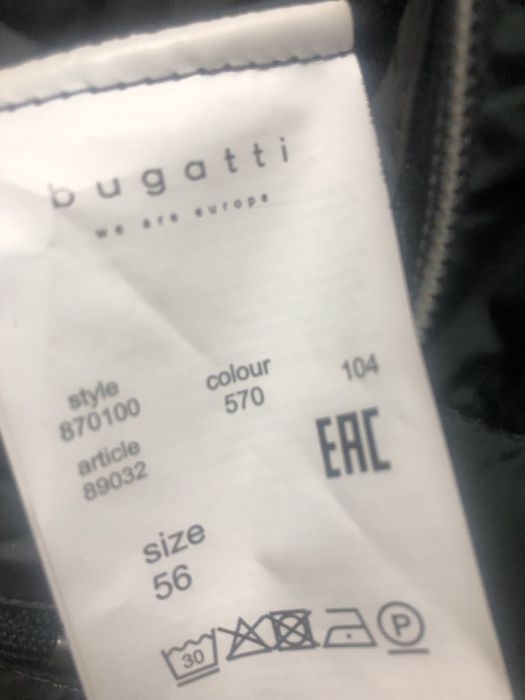 bugatti
we are europe
style
870100
colour
570
104
article
89032
EAC
size
56
30
P